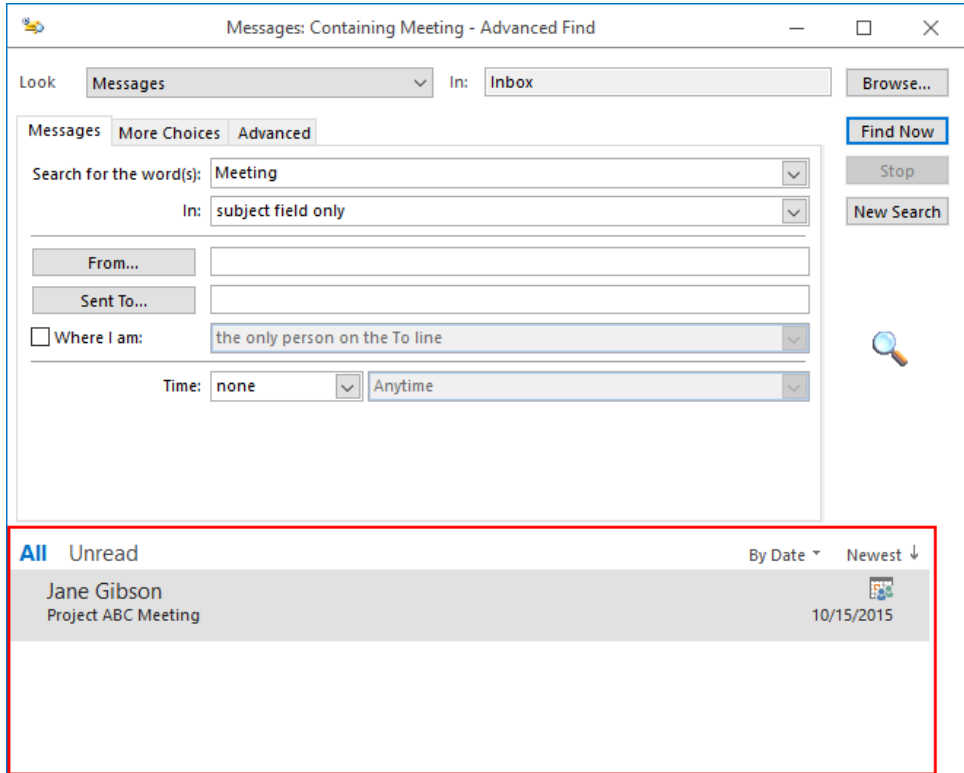 Messages: Containing Meeting - Advanced Find
Look Messages In: Inbox Browse...
Messages More Choices Advanced Find Now
Search for the word(s): Meeting Stop
In: subject field only New Search
From...
Sent To...
Where I am: the only person on the To line
Time: none Anytime
All Unread By Date Newest
Jane Gibson
Project ABC Meeting 10/15/2015